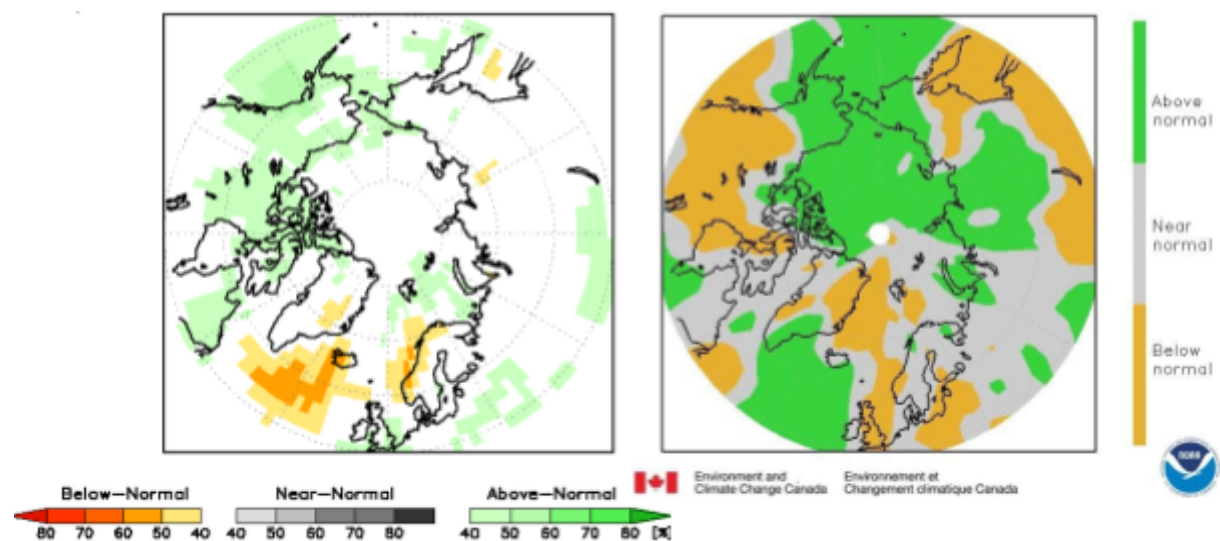 Above
normal
Near
normal
Below
normal
NOAA
Environment and
Climate Change Canada
Environnement et
Changement climatique Canada
Below-Normal
Near-Normal
Above-Normal
80 70 60 50 40
40 50 60 70 80
40 50 60 70 80 [%]